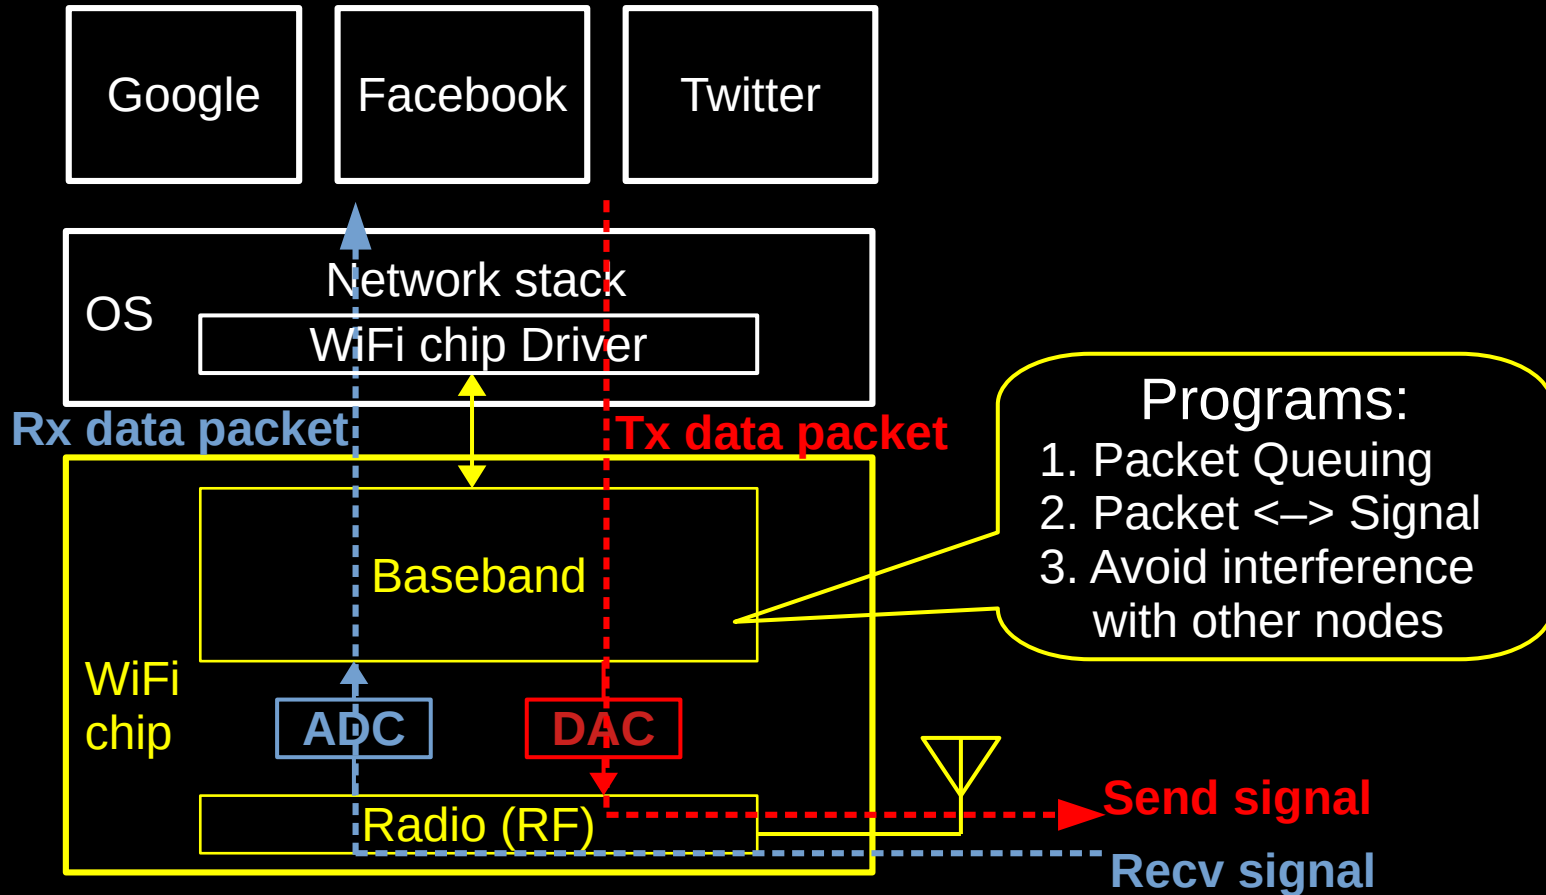 Google
Facebook
Twitter
Network stack
OS
WiFi chip Driver
Rx data packet
Tx data packet
Programs:
1. Packet Queuing
2. Packet <–> Signal
3. Avoid interference
with other nodes
Baseband
WiFi
chip
ADC
DAC
Radio (RF)
Send signal
Recv signal